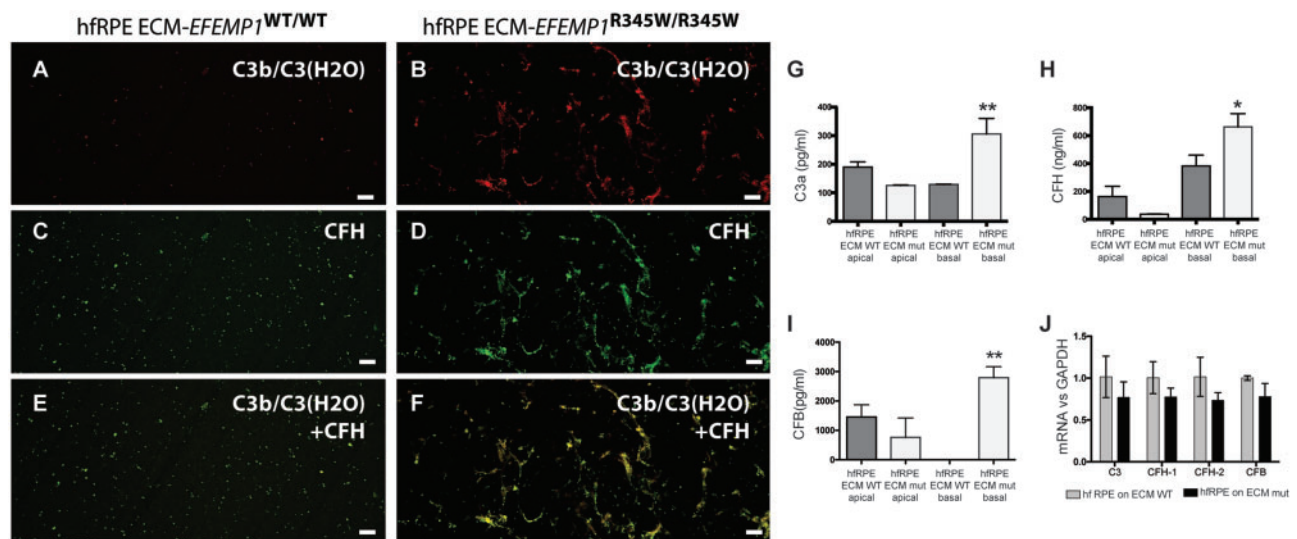 hfRPE ECM-EFEMP1WT/WT
hfRPE ECM-EFEMP1R345W/R345W
A
C3b/C3(H2O)
B
C3b/C3(H2O)
C
CFH
D
CFH
E
C3b/C3(H2O)
+CFH
F
C3b/C3(H2O)
+CFH
G
C3a (pg/ml)
400
300
200
100
0
**
hfRPE
ECM WT
apical
hfRPE
ECM mut
apical
hfRPE
ECM WT
basal
hfRPE
ECM mut
basal
H
CFH (ng/ml)
800
600
400
200
0
*
hfRPE
ECM WT
apical
hfRPE
ECM mut
apical
hfRPE
ECM WT
basal
hfRPE
ECM mut
basal
I
CFB(pg/ml)
4000
3000
2000
1000
0
**
hfRPE
ECM WT
apical
hfRPE
ECM mut
apical
hfRPE
ECM WT
basal
hfRPE
ECM mut
basal
J
mRNA vs GAPDH
1.5
1.0
0.5
0.0
C3
CFH-1
CFH-2
CFB
hf RPE on ECM WT
hfRPE on ECM mut